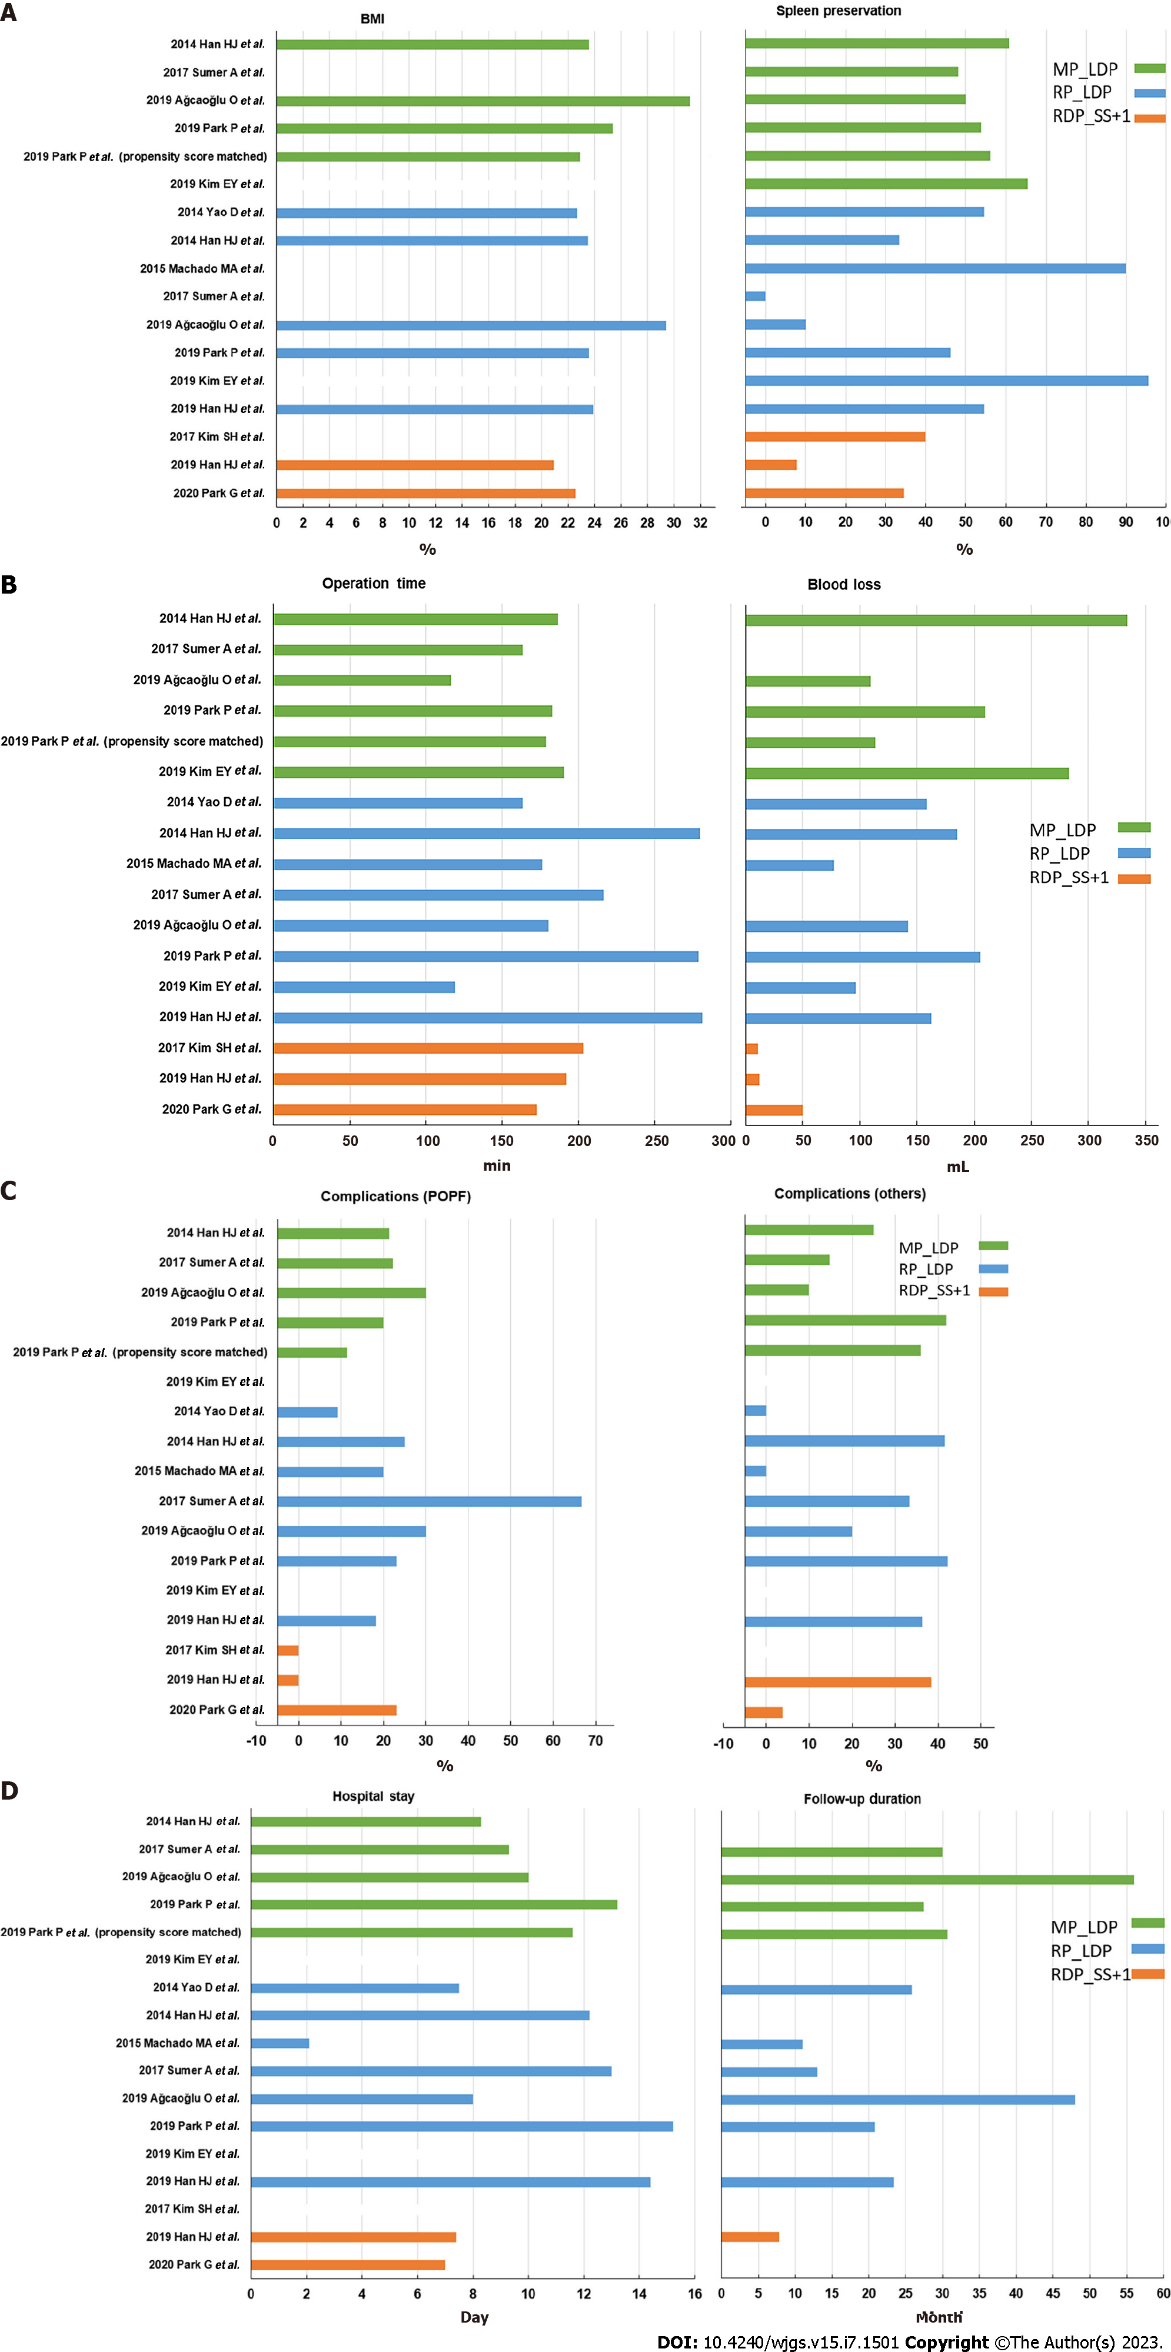 A
BMI
Spleen preservation
2014 Han HJ et al.
2017 Sumer A et al.
2019 Ağcaoğlu O et al.
2019 Park P et al.
2019 Park P et al. (propensity score matched)
2019 Kim EY et al.
2014 Yao D et al.
2014 Han HJ et al.
2015 Machado MA et al.
2017 Sumer A et al.
2019 Ağcaoğlu O et al.
2019 Park P et al.
2019 Kim EY et al.
2019 Han HJ et al.
2017 Kim SH et al.
2019 Han HJ et al.
2020 Park G et al.
MP_LDP
RP_LDP
RDP_SS+1
0 2 4 6 8 10 12 14 16 18 20 22 24 26 28 30 32
%
0 10 20 30 40 50 60 70 80 90 10
%
B
Operation time
Blood loss
2014 Han HJ et al.
2017 Sumer A et al.
2019 Ağcaoğlu O et al.
2019 Park P et al.
2019 Park P et al. (propensity score matched)
2019 Kim EY et al.
2014 Yao D et al.
2014 Han HJ et al.
2015 Machado MA et al.
2017 Sumer A et al.
2019 Ağcaoğlu O et al.
2019 Park P et al.
2019 Kim EY et al.
2019 Han HJ et al.
2017 Kim SH et al.
2019 Han HJ et al.
2020 Park G et al.
MP_LDP
RP_LDP
RDP_SS+1
0 50 100 150 200 250 300
min
0 50 100 150 200 250 300 350
mL
C
Complications (POPF)
Complications (others)
2014 Han HJ et al.
2017 Sumer A et al.
2019 Ağcaoğlu O et al.
2019 Park P et al.
2019 Park P et al. (propensity score matched)
2019 Kim EY et al.
2014 Yao D et al.
2014 Han HJ et al.
2015 Machado MA et al.
2017 Sumer A et al.
2019 Ağcaoğlu O et al.
2019 Park P et al.
2019 Kim EY et al.
2019 Han HJ et al.
2017 Kim SH et al.
2019 Han HJ et al.
2020 Park G et al.
MP_LDP
RP_LDP
RDP_SS+1
-10 0 10 20 30 40 50 60 70
%
-10 0 10 20 30 40 50
%
D
Hospital stay
Follow-up duration
2014 Han HJ et al.
2017 Sumer A et al.
2019 Ağcaoğlu O et al.
2019 Park P et al.
2019 Park P et al. (propensity score matched)
2019 Kim EY et al.
2014 Yao D et al.
2014 Han HJ et al.
2015 Machado MA et al.
2017 Sumer A et al.
2019 Ağcaoğlu O et al.
2019 Park P et al.
2019 Kim EY et al.
2019 Han HJ et al.
2017 Kim SH et al.
2019 Han HJ et al.
2020 Park G et al.
MP_LDP
RP_LDP
RDP_SS+1
0 2 4 6 8 10 12 14 16
Day
0 5 10 15 20 25 30 35 40 45 50 55 60
Month
DOI: 10.4240/wjgs.v15.i7.1501 Copyright ©The Author(s) 2023.